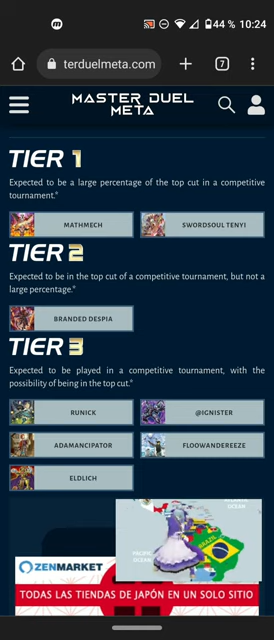 44 % 10:24
terduelmeta.com
7
MASTER DUEL
META
TIER 1
Expected to be a large percentage of the top cut in a competitive
tournament.*
MATHMECH
SWORDSOUL TENYI
TIER 2
Expected to be in the top cut of a competitive tournament, but not a
large percentage.*
BRANDED DESPIA
TIER 3
Expected to be played in a competitive tournament, with the
possibility of being in the top cut.*
RUNICK
@IGNISTER
ADAMANCIPATOR
FLOOWANDEREEZE
ELDLICH
OCEAN
BRAZIL
PACIFIC
OCEAN
ZENMARKET
TODAS LAS TIENDAS DE JAPÓN EN UN SOLO SITIO